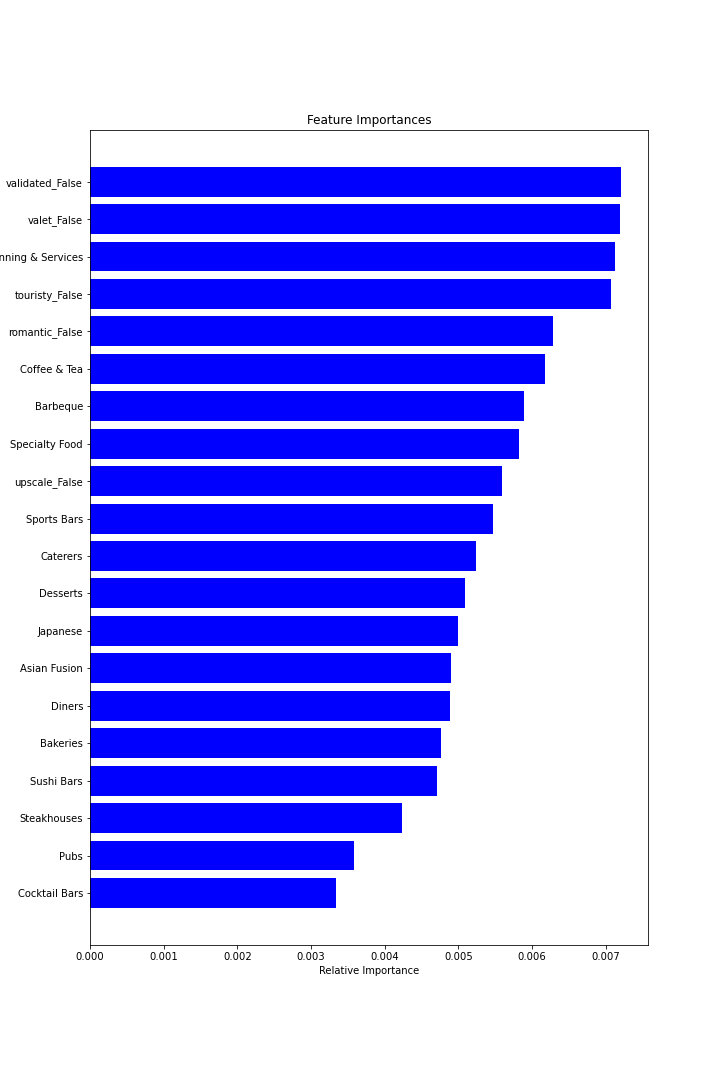 Feature Importances
validated_False
valet_False
nning & Services
touristy_False
romantic_False
Coffee & Tea
Barbeque
Specialty Food
upscale_False
Sports Bars
Caterers
Desserts
Japanese
Asian Fusion
Diners
Bakeries
Sushi Bars
Steakhouses
Pubs
Cocktail Bars
0.000 0.001 0.002 0.003 0.004 0.005 0.006 0.007
Relative Importance